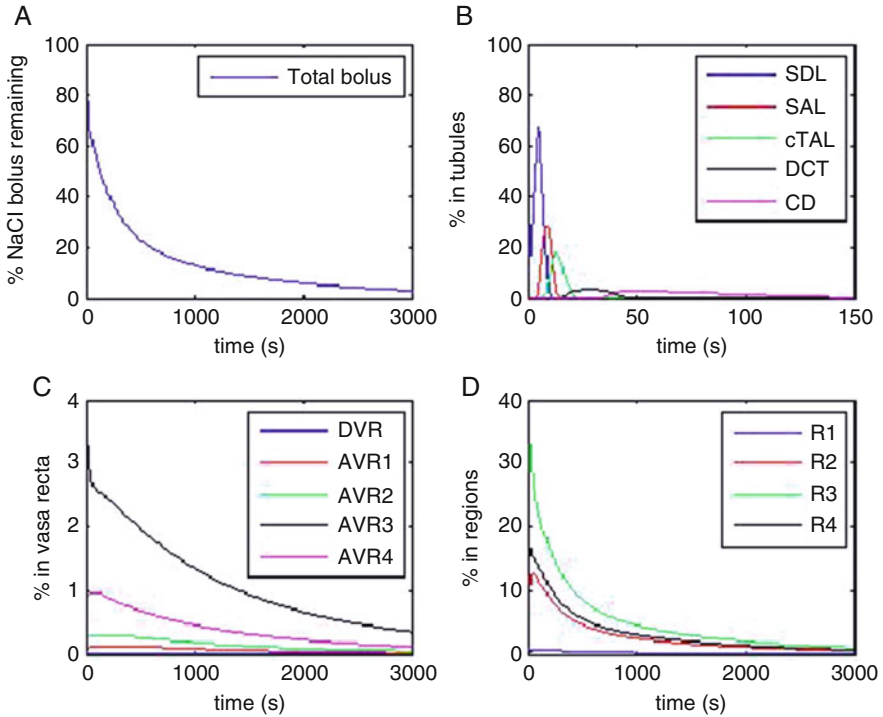 A
% NaCl bolus remaining
100
80
60
40
20
0
Total bolus
0 1000 2000 3000
time (s)
B
% in tubules
100
80
60
40
20
0
SDL
SAL
cTAL
DCT
CD
0 50 100 150
time (s)
C
% in vasa recta
4
3
2
1
0
DVR
AVR1
AVR2
AVR3
AVR4
0 1000 2000 3000
time (s)
D
% in regions
40
30
20
10
0
R1
R2
R3
R4
0 1000 2000 3000
time (s)